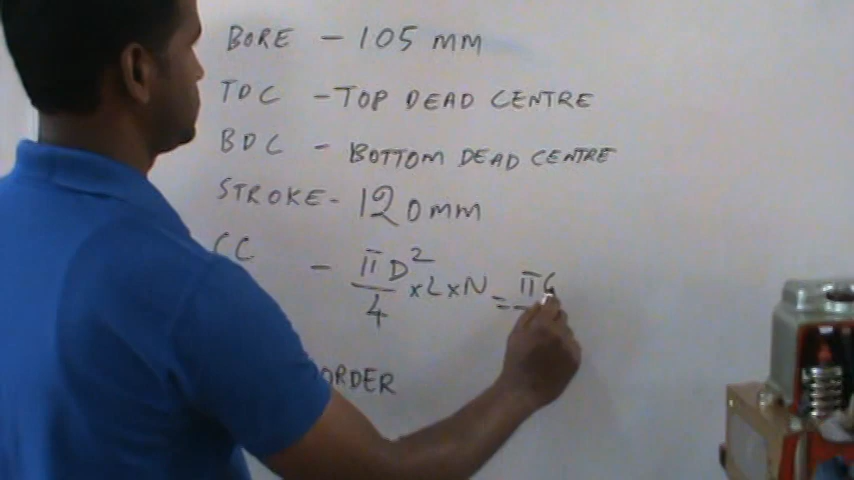 BORE - 105 MM
TDC - TOP DEAD CENTRE
BDC - BOTTOM DEAD CENTRE
STROKE - 120 mm
CC - πD²/4 × L × N = π
ORDER